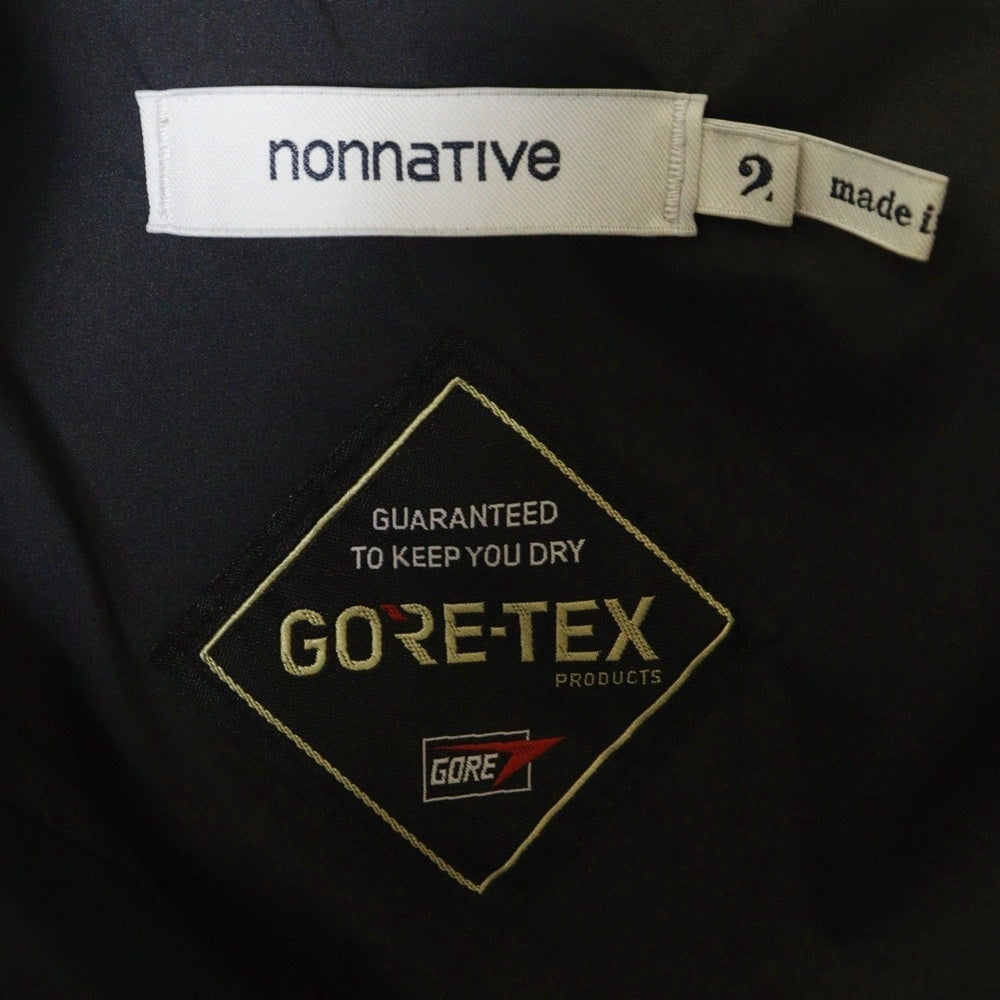 nonnative
2
made
GUARANTEED
TO KEEP YOU DRY
GORE-TEX
PRODUCTS
GORE